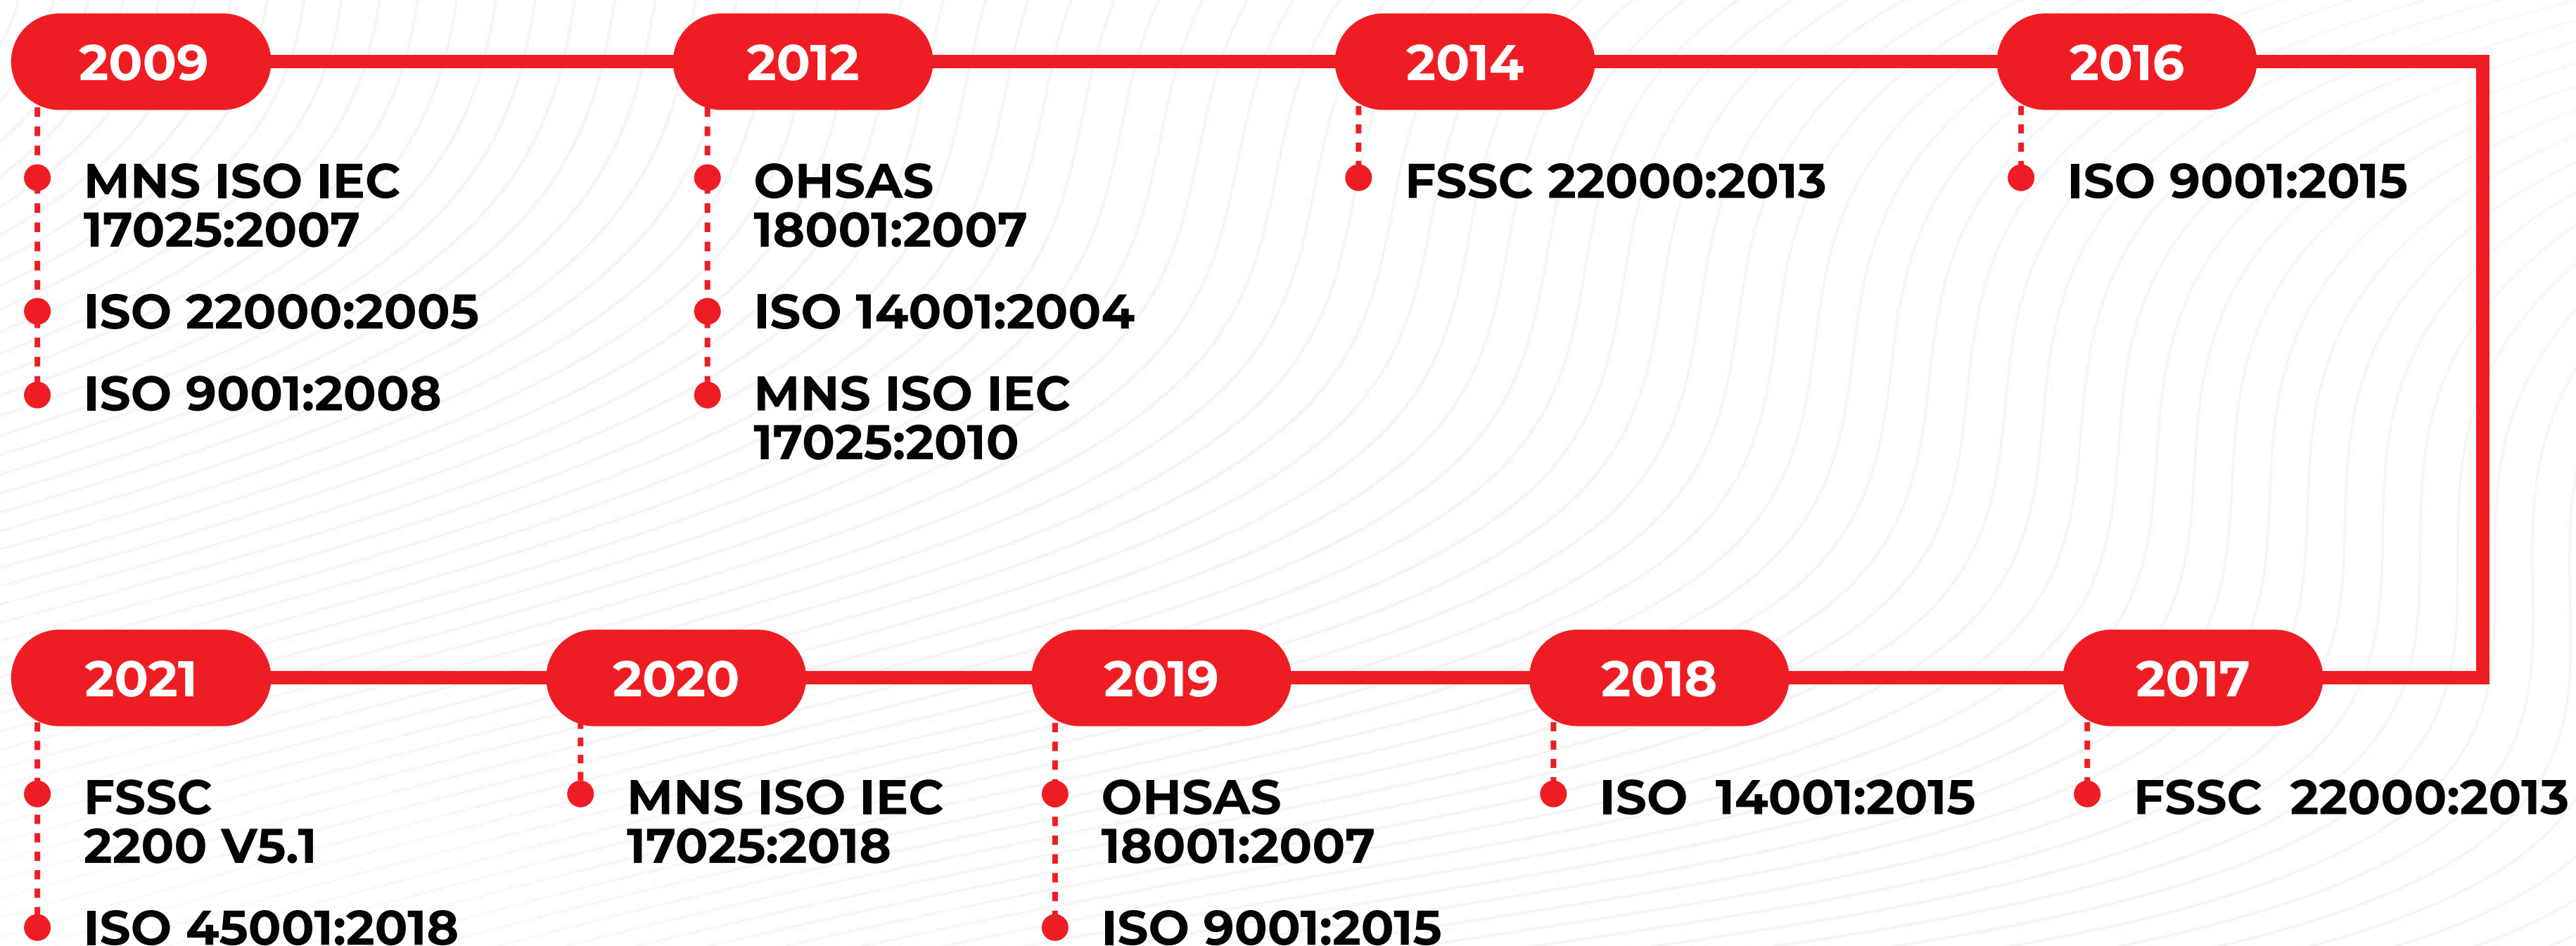 2009
MNS ISO IEC
17025:2007
ISO 22000:2005
ISO 9001:2008
2012
OHSAS
18001:2007
ISO 14001:2004
MNS ISO IEC
17025:2010
2014
FSSC 22000:2013
2016
ISO 9001:2015
2021
FSSC
2200 V5.1
ISO 45001:2018
2020
MNS ISO IEC
17025:2018
2019
OHSAS
18001:2007
ISO 9001:2015
2018
ISO 14001:2015
2017
FSSC 22000:2013